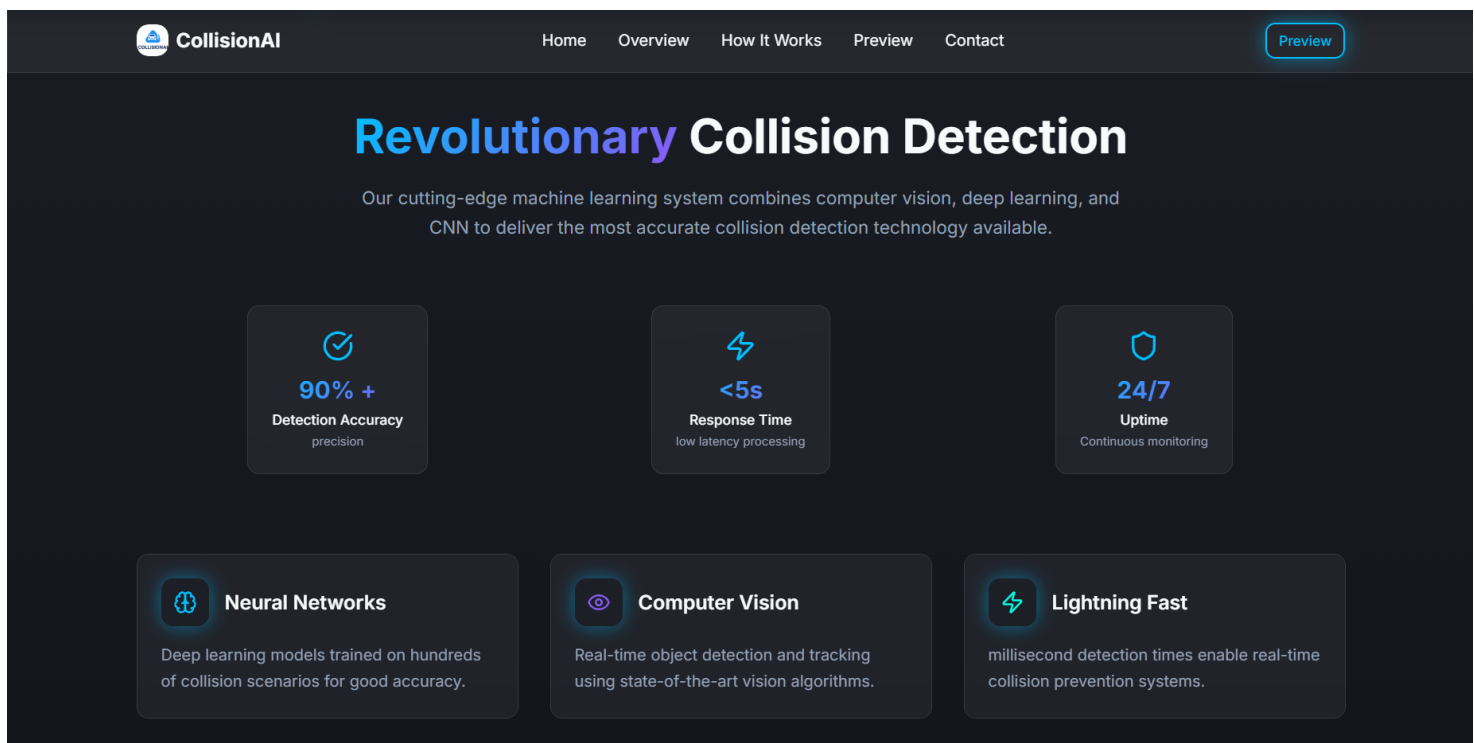 COLLISIONAI
CollisionAI
Home
Overview
How It Works
Preview
Contact
Preview
Revolutionary Collision Detection
Our cutting-edge machine learning system combines computer vision, deep learning, and
CNN to deliver the most accurate collision detection technology available.
90% +
Detection Accuracy
precision
<5s
Response Time
low latency processing
24/7
Uptime
Continuous monitoring
Neural Networks
Deep learning models trained on hundreds
of collision scenarios for good accuracy.
Computer Vision
Real-time object detection and tracking
using state-of-the-art vision algorithms.
Lightning Fast
millisecond detection times enable real-time
collision prevention systems.